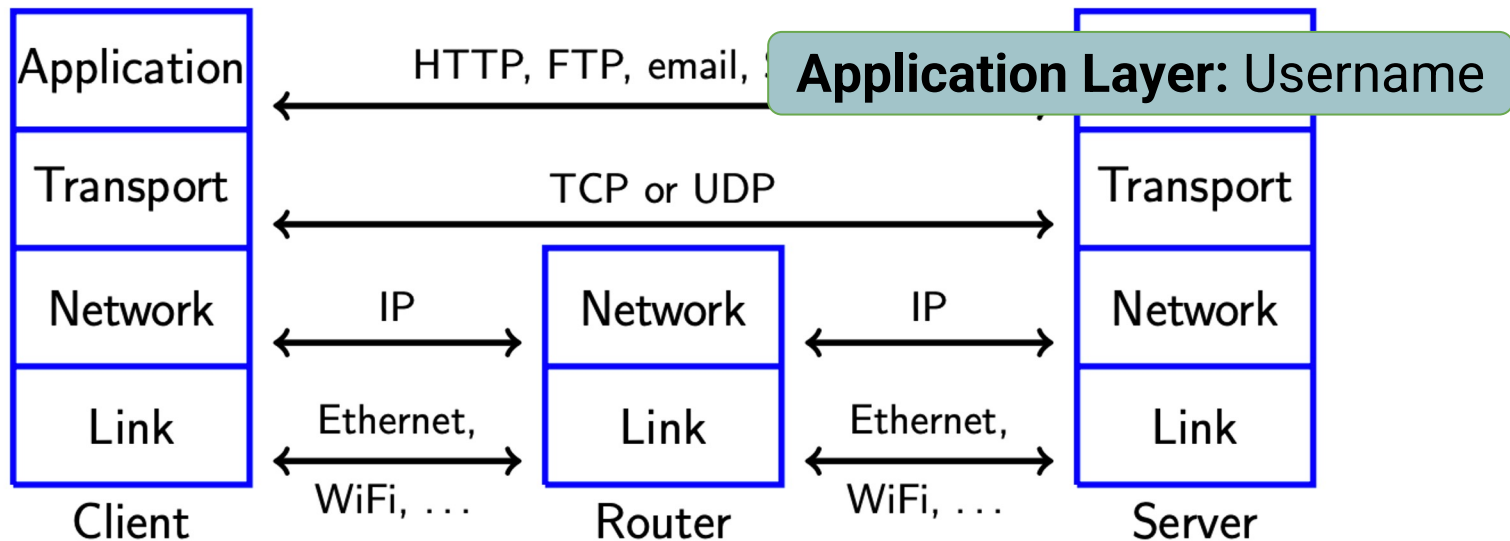 Application
HTTP, FTP, email,
Application Layer: Username
Transport
TCP or UDP
Transport
Network
IP
Network
IP
Network
Link
Ethernet,
WiFi, ...
Link
Ethernet,
WiFi, ...
Link
Client
Router
Server